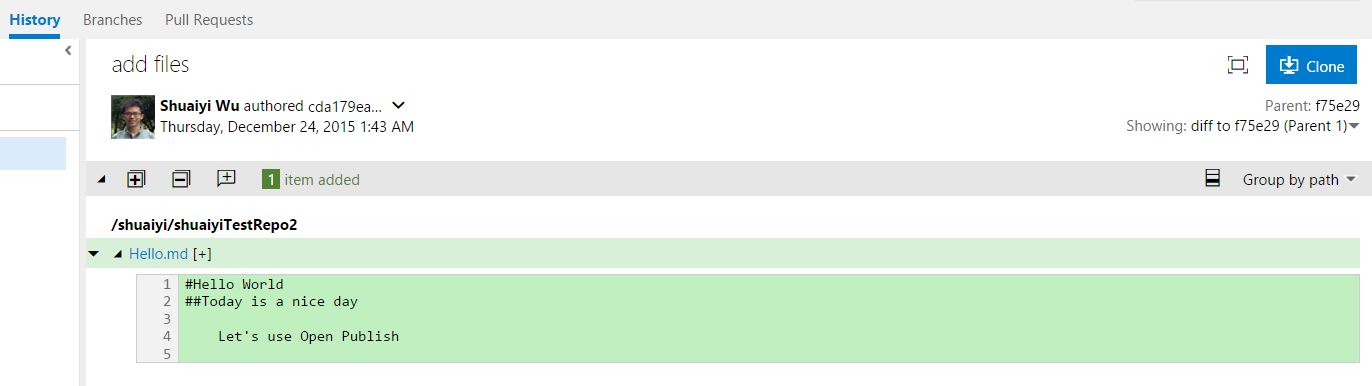 History Branches Pull Requests
add files
Clone
Shuaiyi Wu authored cda179ea...
Parent: f75e29
Thursday, December 24, 2015 1:43 AM
Showing: diff to f75e29 (Parent 1)
1 item added
Group by path
/shuaiyi/shuaiyiTestRepo2
Hello.md [+]
1 #Hello World
2 ##Today is a nice day
3
4     Let's use Open Publish
5